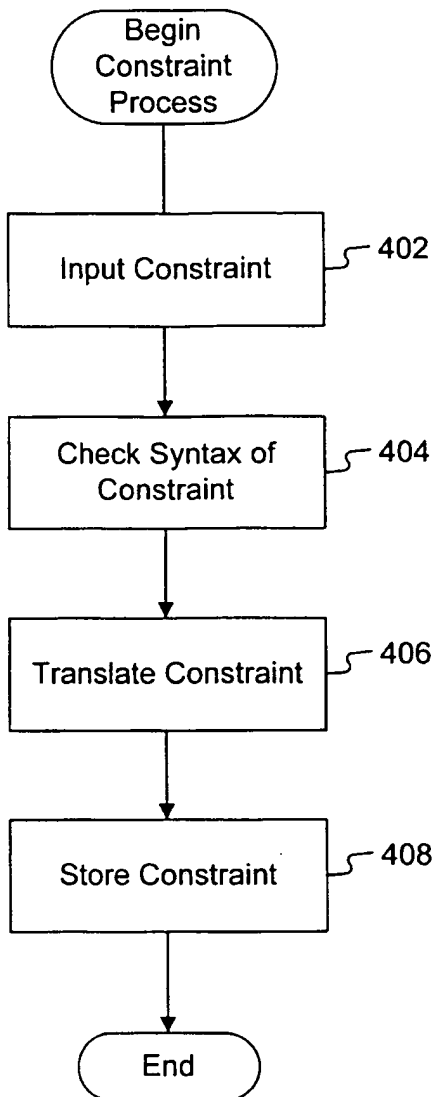 Begin
Constraint
Process
Input Constraint
402
Check Syntax of
Constraint
404
Translate Constraint
406
Store Constraint
408
End